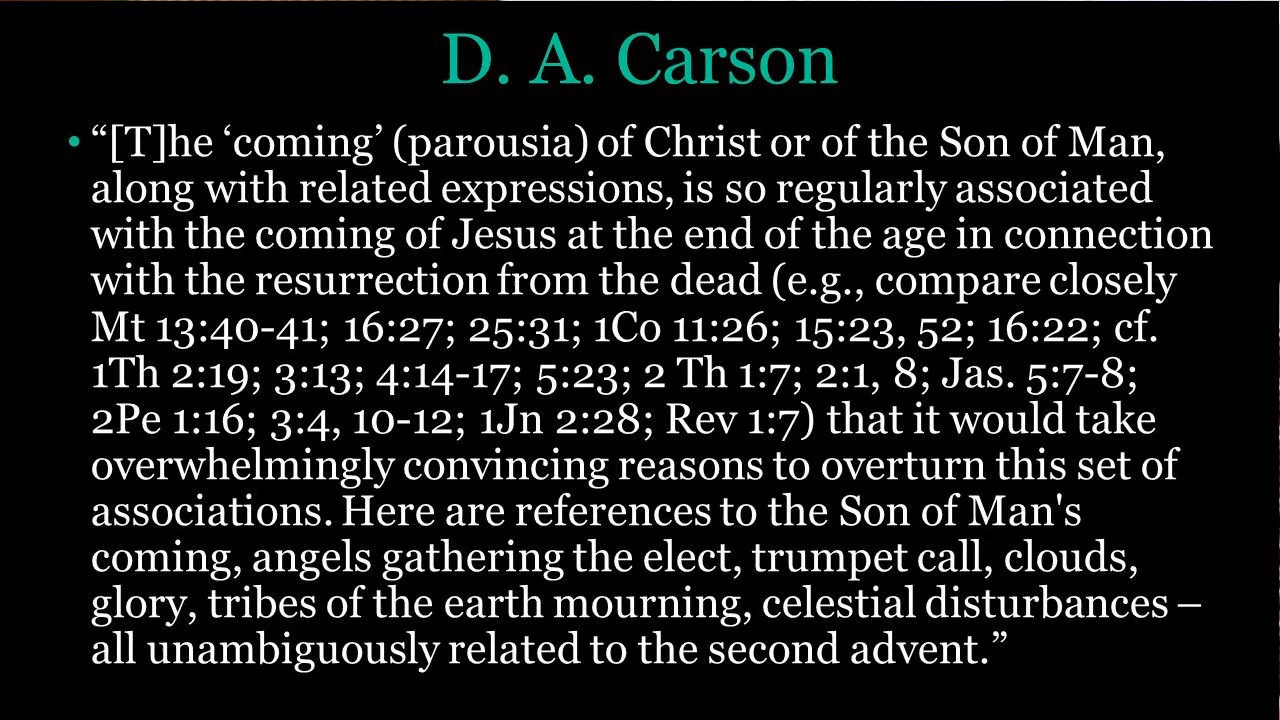 D. A. Carson
• “[T]he ‘coming’ (parousia) of Christ or of the Son of Man,
along with related expressions, is so regularly associated
with the coming of Jesus at the end of the age in connection
with the resurrection from the dead (e.g., compare closely
Mt 13:40-41; 16:27; 25:31; 1Co 11:26; 15:23, 52; 16:22; cf.
1Th 2:19; 3:13; 4:14-17; 5:23; 2 Th 1:7; 2:1, 8; Jas. 5:7-8;
2Pe 1:16; 3:4, 10-12; 1Jn 2:28; Rev 1:7) that it would take
overwhelmingly convincing reasons to overturn this set of
associations. Here are references to the Son of Man's
coming, angels gathering the elect, trumpet call, clouds,
glory, tribes of the earth mourning, celestial disturbances –
all unambiguously related to the second advent.”